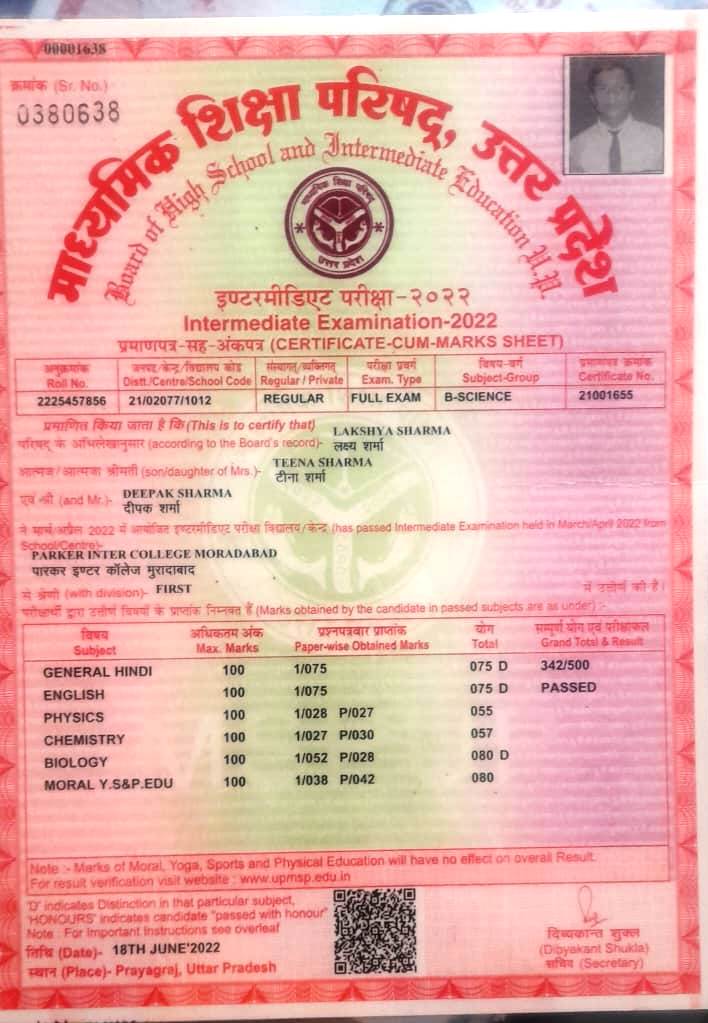 00001638
क्रमांक (Sr. No.)
0380638
माध्यमिक शिक्षा परिषद्, उत्तर प्रदेश
Board of High School and Intermediate Education U.P.
माध्यमिक शिक्षा परिषद्
उत्तर प्रदेश
इण्टरमीडिएट परीक्षा-२०२२
Intermediate Examination-2022
प्रमाणपत्र-सह-अंकपत्र (CERTIFICATE-CUM-MARKS SHEET)
अनुक्रमांक जनपद/केन्द्र/विद्यालय कोड संस्थागत/व्यक्तिगत परीक्षा प्रवर्ग विषय-वर्ग प्रमाणपत्र क्रमांक
Roll No. Distt./Centre/School Code Regular / Private Exam. Type Subject-Group Certificate No.
2225457856 21/02077/1012 REGULAR FULL EXAM B-SCIENCE 21001655
प्रमाणित किया जाता है कि (This is to certify that) LAKSHYA SHARMA
परिषद् के अभिलेखानुसार (according to the Board's record)- लक्ष्य शर्मा
TEENA SHARMA
आत्मज/आत्मजा श्रीमती (son/daughter of Mrs.)- टीना शर्मा
DEEPAK SHARMA
एवं श्री (and Mr.)- दीपक शर्मा
ने मार्च/अप्रैल 2022 में आयोजित इण्टरमीडिएट परीक्षा विद्यालय/केन्द्र (has passed Intermediate Examination held in March/April 2022 from
School/Centre)-
PARKER INTER COLLEGE MORADABAD
पारकर इण्टर कॉलेज मुरादाबाद
से श्रेणी (with division)- FIRST में उत्तीर्ण की है।
परीक्षार्थी द्वारा उत्तीर्ण विषयों के प्राप्तांक निम्नवत् हैं (Marks obtained by the candidate in passed subjects are as under) :-
विषय अधिकतम अंक प्रश्नपत्रवार प्राप्तांक योग सम्पूर्ण योग एवं परीक्षाफल
Subject Max. Marks Paper-wise Obtained Marks Total Grand Total & Result
GENERAL HINDI 100 1/075 075 D 342/500
ENGLISH 100 1/075 075 D PASSED
PHYSICS 100 1/028 P/027 055
CHEMISTRY 100 1/027 P/030 057
BIOLOGY 100 1/052 P/028 080 D
MORAL Y.S&P.EDU 100 1/038 P/042 080
Note :- Marks of Moral, Yoga, Sports and Physical Education will have no effect on overall Result.
For result verification visit website : www.upmsp.edu.in
'D' indicates Distinction in that particular subject,
'HONOURS' indicates candidate "passed with honour"
Note : For Important Instructions see overleaf
तिथि (Date)- 18TH JUNE'2022
स्थान (Place)- Prayagraj, Uttar Pradesh
दिब्यकान्त शुक्ल
(Dibyakant Shukla)
सचिव (Secretary)